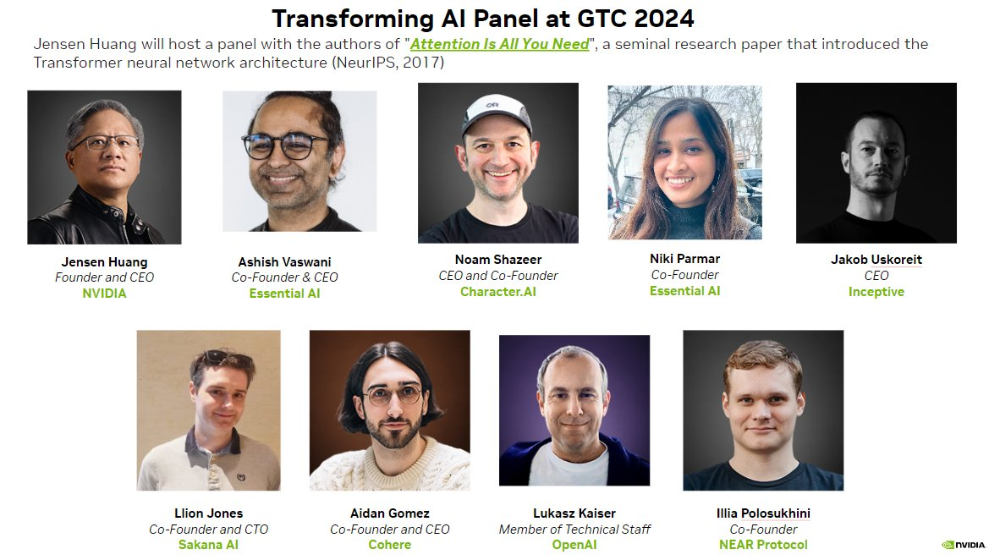 Transforming AI Panel at GTC 2024
Jensen Huang will host a panel with the authors of "Attention Is All You Need", a seminal research paper that introduced the
Transformer neural network architecture (NeurIPS, 2017)
Jensen Huang
Founder and CEO
NVIDIA
Ashish Vaswani
Co-Founder & CEO
Essential AI
Noam Shazeer
CEO and Co-Founder
Character.AI
Niki Parmar
Co-Founder
Essential AI
Jakob Uskoreit
CEO
Inceptive
Llion Jones
Co-Founder and CTO
Sakana AI
Aidan Gomez
Co-Founder and CEO
Cohere
Lukasz Kaiser
Member of Technical Staff
OpenAI
Illia Polosukhini
Co-Founder
NEAR Protocol
NVIDIA.